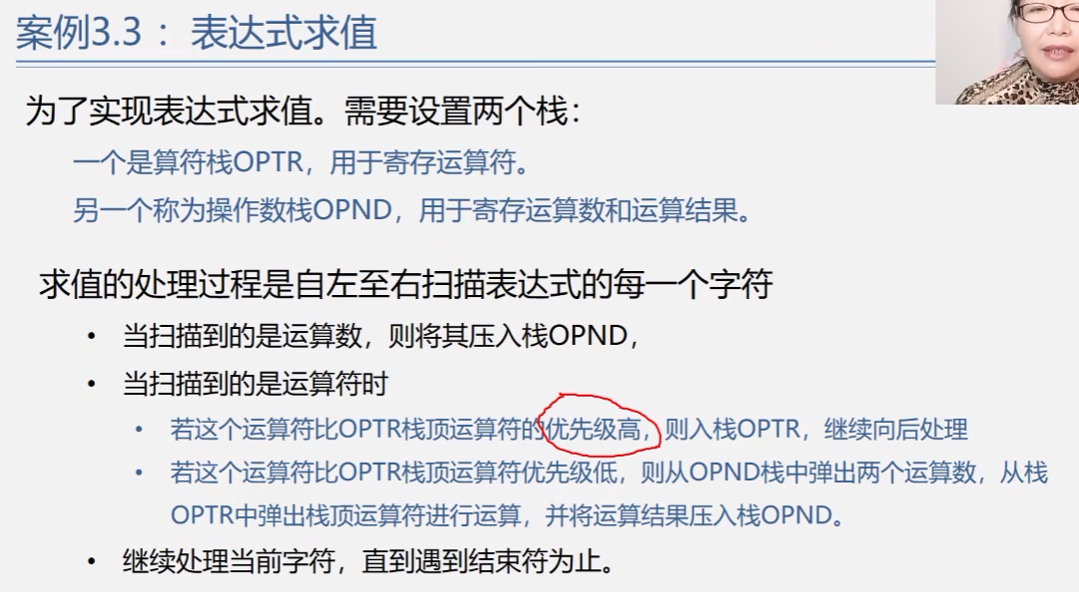 案例3.3：表达式求值
为了实现表达式求值。需要设置两个栈：
一个是算符栈OPTR，用于寄存运算符。
另一个称为操作数栈OPND，用于寄存运算数和运算结果。
求值的处理过程是自左至右扫描表达式的每一个字符
• 当扫描到的是运算数，则将其压入栈OPND，
• 当扫描到的是运算符时
• 若这个运算符比OPTR栈顶运算符的优先级高，则入栈OPTR，继续向后处理
• 若这个运算符比OPTR栈顶运算符优先级低，则从OPND栈中弹出两个运算数，从栈
OPTR中弹出栈顶运算符进行运算，并将运算结果压入栈OPND。
• 继续处理当前字符，直到遇到结束符为止。